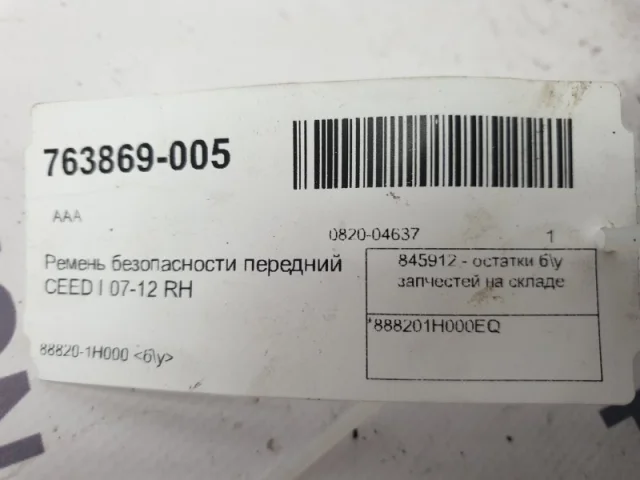 763869-005
AAA
0820-04637 1
Ремень безопасности передний
CEED I 07-12 RH
845912 - остатки б\у
запчестей на складе
*888201H000EQ
88820-1H000 <б\у>